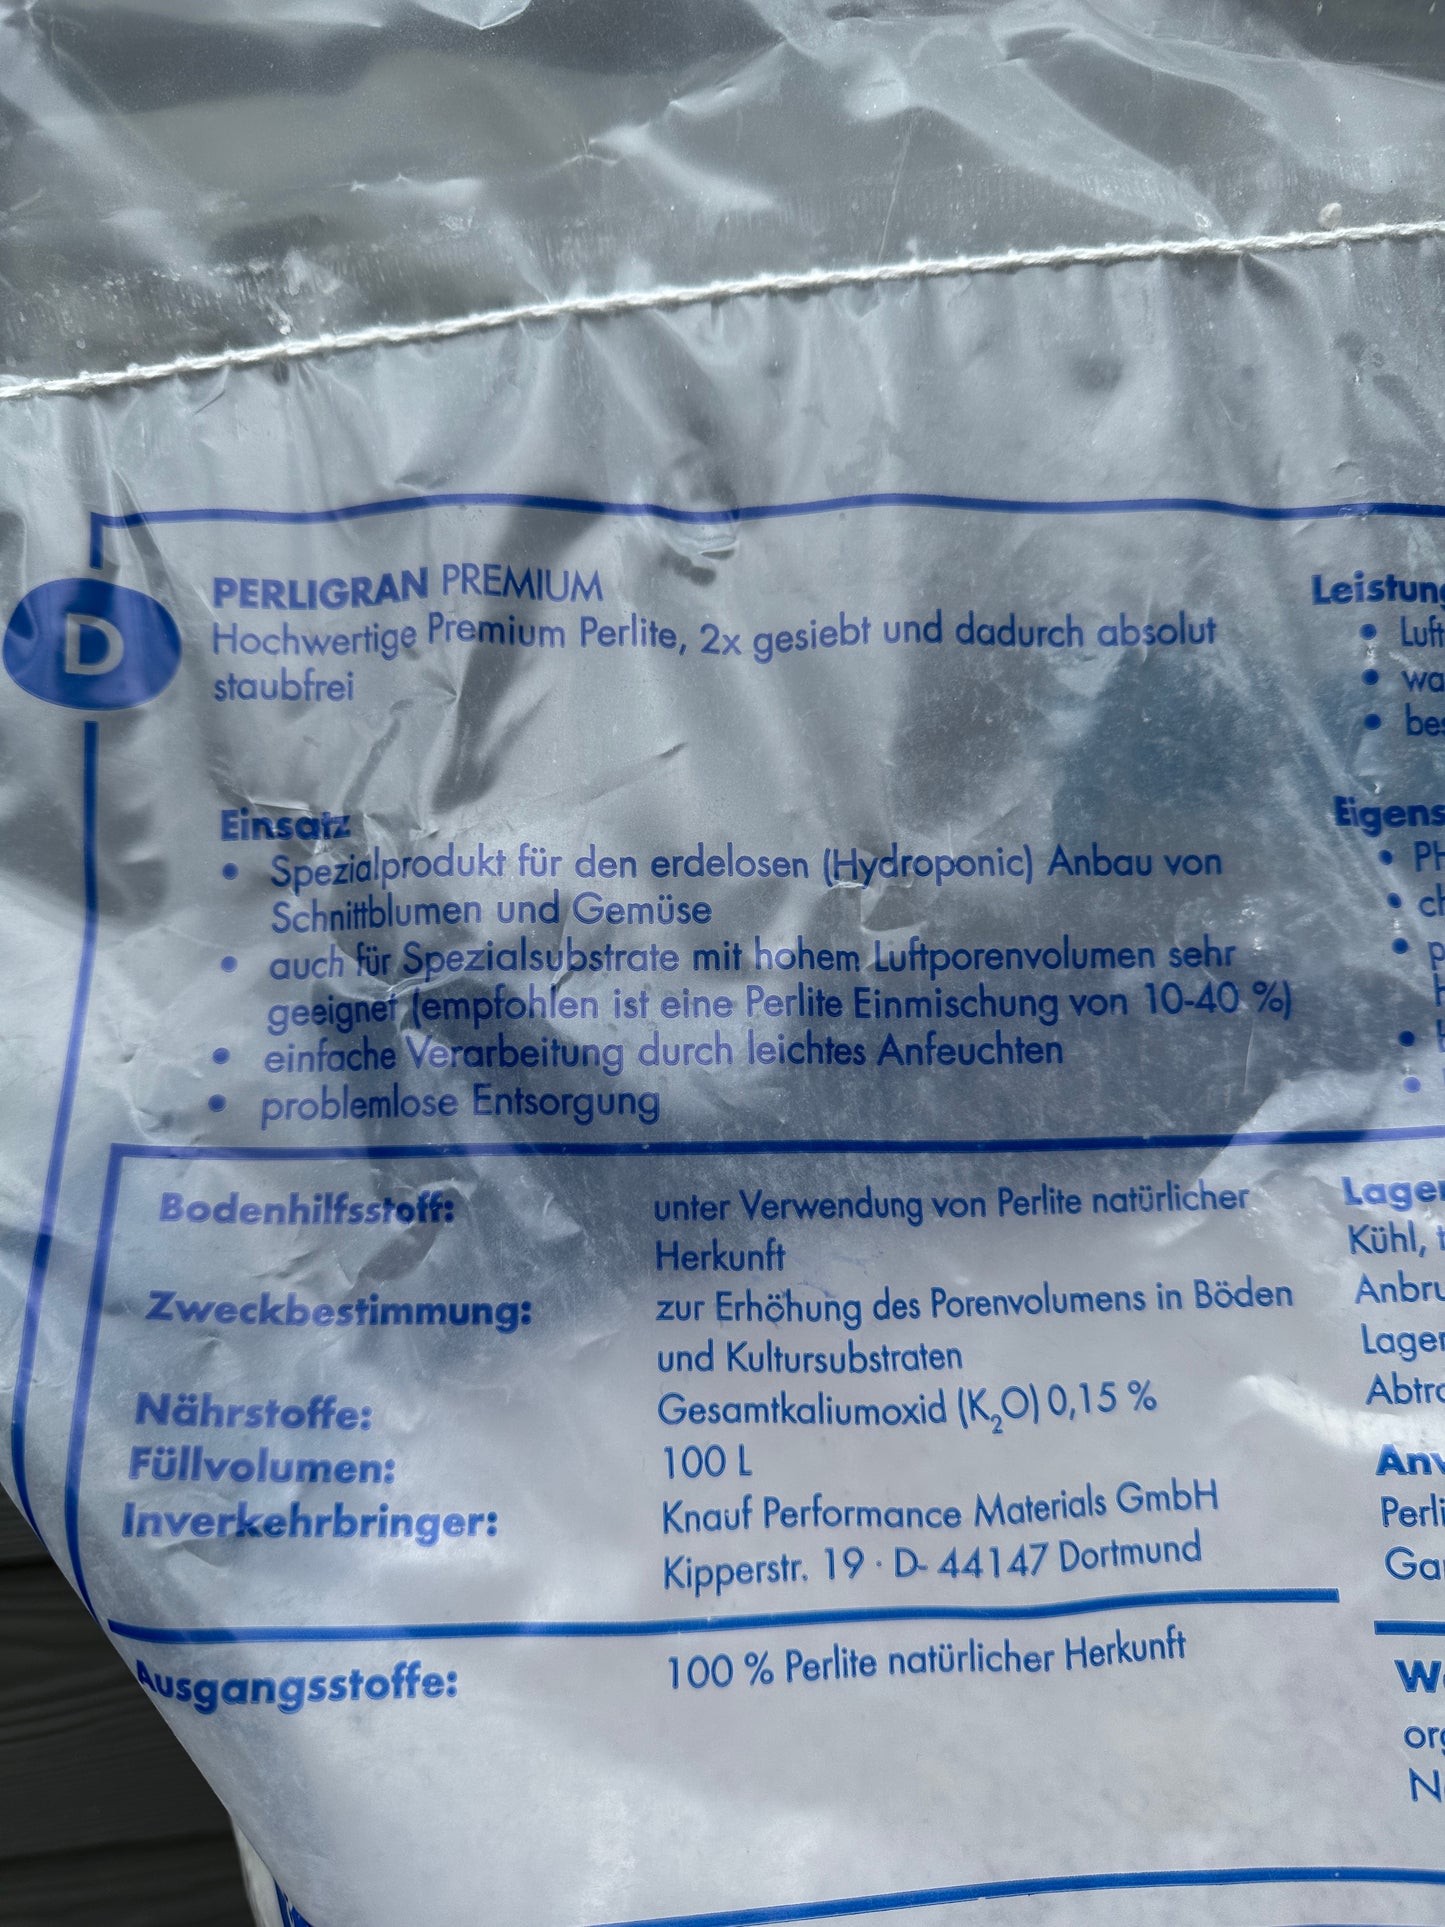 D
PERLIGRAN PREMIUM
Hochwertige Premium Perlite, 2x gesiebt und dadurch absolut
staubfrei
Einsatz
• Spezialprodukt für den erdelosen (Hydroponic) Anbau von
Schnittblumen und Gemüse
• auch für Spezialsubstrate mit hohem Luftporenvolumen sehr
geeignet (empfohlen ist eine Perlite Einmischung von 10-40 %)
• einfache Verarbeitung durch leichtes Anfeuchten
• problemlose Entsorgung
Bodenhilfsstoff: unter Verwendung von Perlite natürlicher
Herkunft
Zweckbestimmung: zur Erhöhung des Porenvolumens in Böden
und Kultursubstraten
Nährstoffe: Gesamtkaliumoxid (K₂O) 0,15 %
Füllvolumen: 100 L
Inverkehrbringer: Knauf Performance Materials GmbH
Kipperstr. 19 · D- 44147 Dortmund
Ausgangsstoffe: 100 % Perlite natürlicher Herkunft
Kühl,